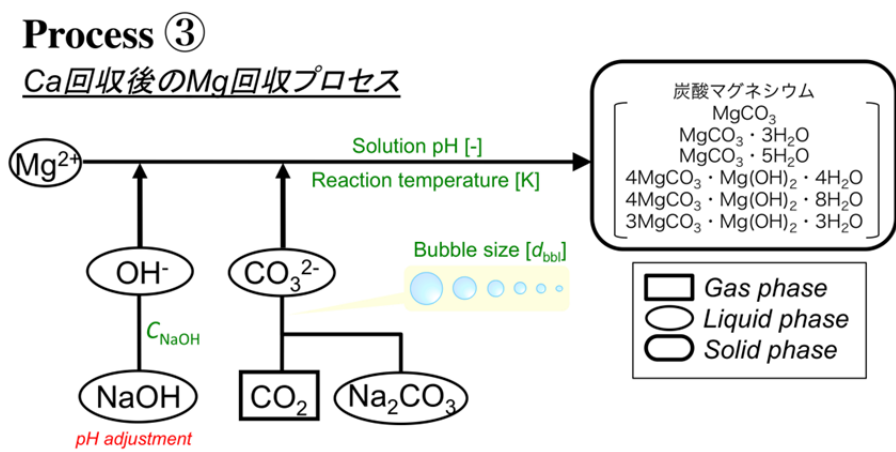 Process ③
Ca回収後のMg回収プロセス
Mg²⁺
Solution pH [-]
Reaction temperature [K]
炭酸マグネシウム
MgCO₃
MgCO₃・3H₂O
MgCO₃・5H₂O
4MgCO₃・Mg(OH)₂・4H₂O
4MgCO₃・Mg(OH)₂・8H₂O
3MgCO₃・Mg(OH)₂・3H₂O
OH⁻
CO₃²⁻
Bubble size [d_bbl]
C_NaOH
NaOH
CO₂
Na₂CO₃
pH adjustment
Gas phase
Liquid phase
Solid phase